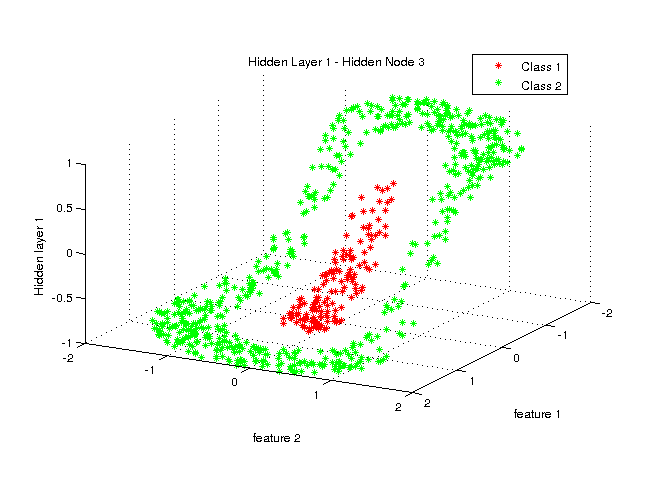 Hidden Layer 1 - Hidden Node 3
Class 1
Class 2
1
0.5
0
-0.5
-1
Hidden layer 1
-2
-1
0
1
2
feature 2
2
1
0
-1
-2
feature 1